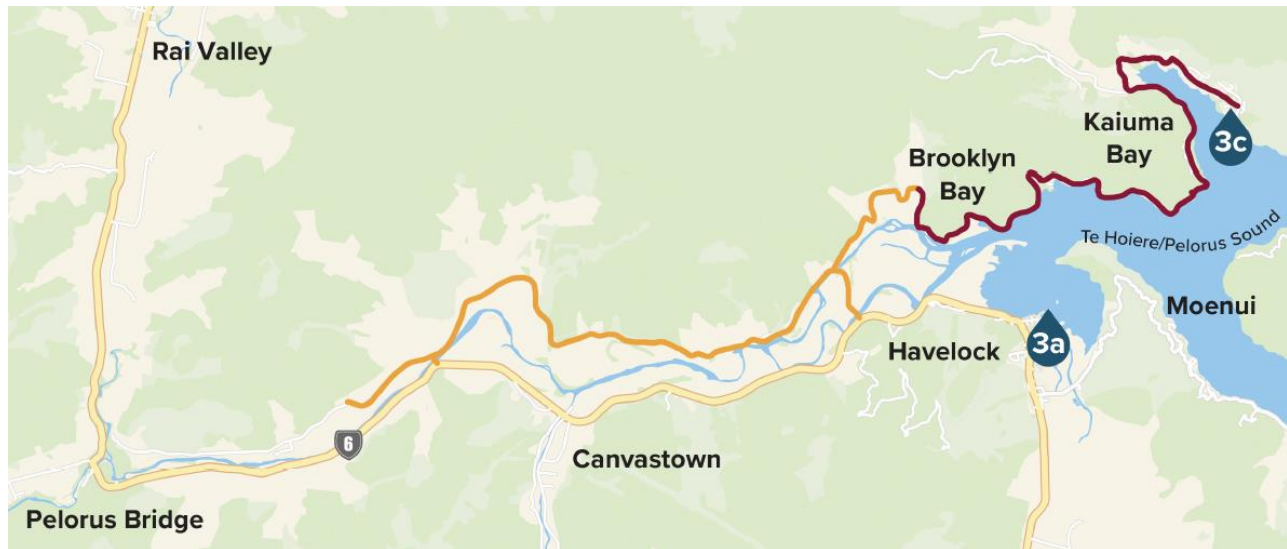 Rai Valley
Kaiuma
Bay
3c
Brooklyn
Bay
Te Hoiere/Pelorus Sound
Moenui
3a
Havelock
6
Canvastown
Pelorus Bridge